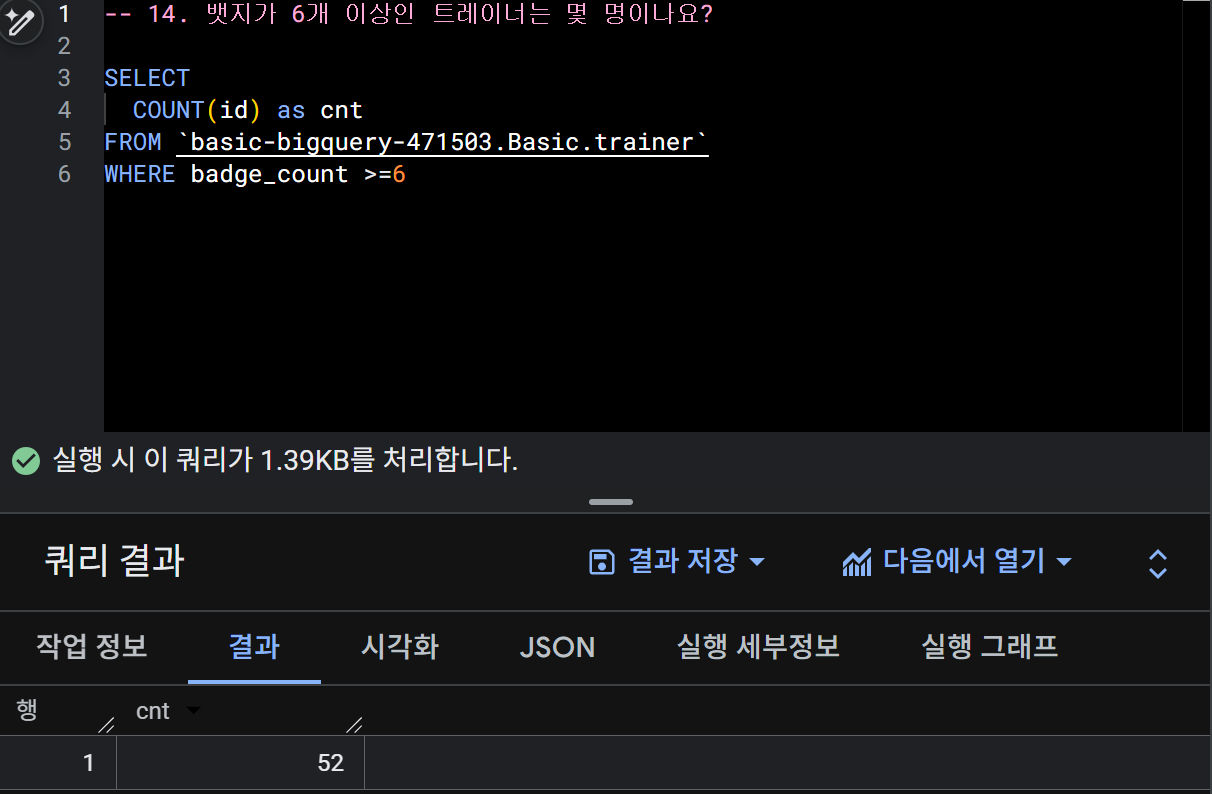 1 -- 14. 뱃지가 6개 이상인 트레이너는 몇 명이나요?
2
3 SELECT
4 COUNT(id) as cnt
5 FROM `basic-bigquery-471503.Basic.trainer`
6 WHERE badge_count >=6
실행 시 이 쿼리가 1.39KB를 처리합니다.
쿼리 결과 결과 저장 다음에서 열기
작업 정보 결과 시각화 JSON 실행 세부정보 실행 그래프
행 cnt
1 52